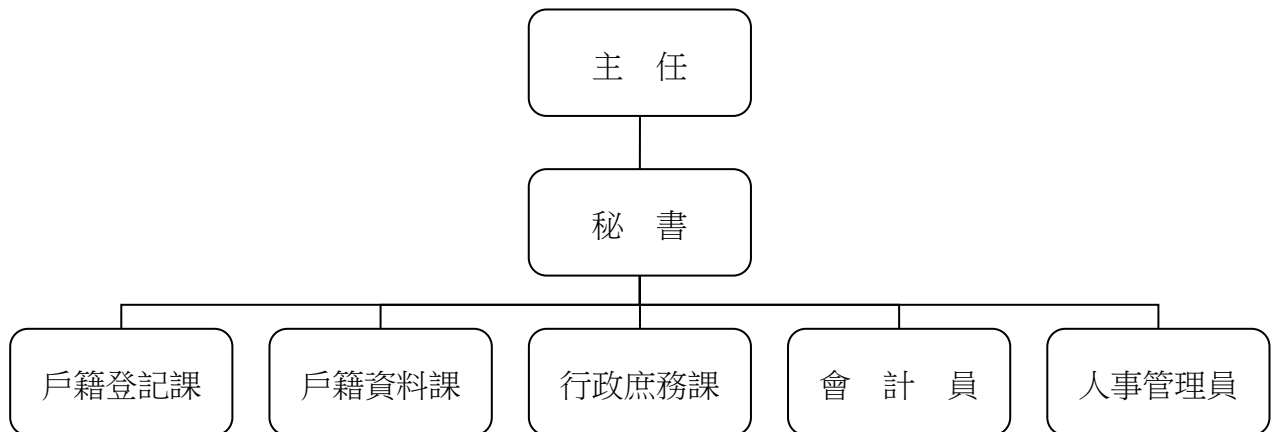 主　任
秘　書
戶籍登記課
戶籍資料課
行政庶務課
會　計　員
人事管理員